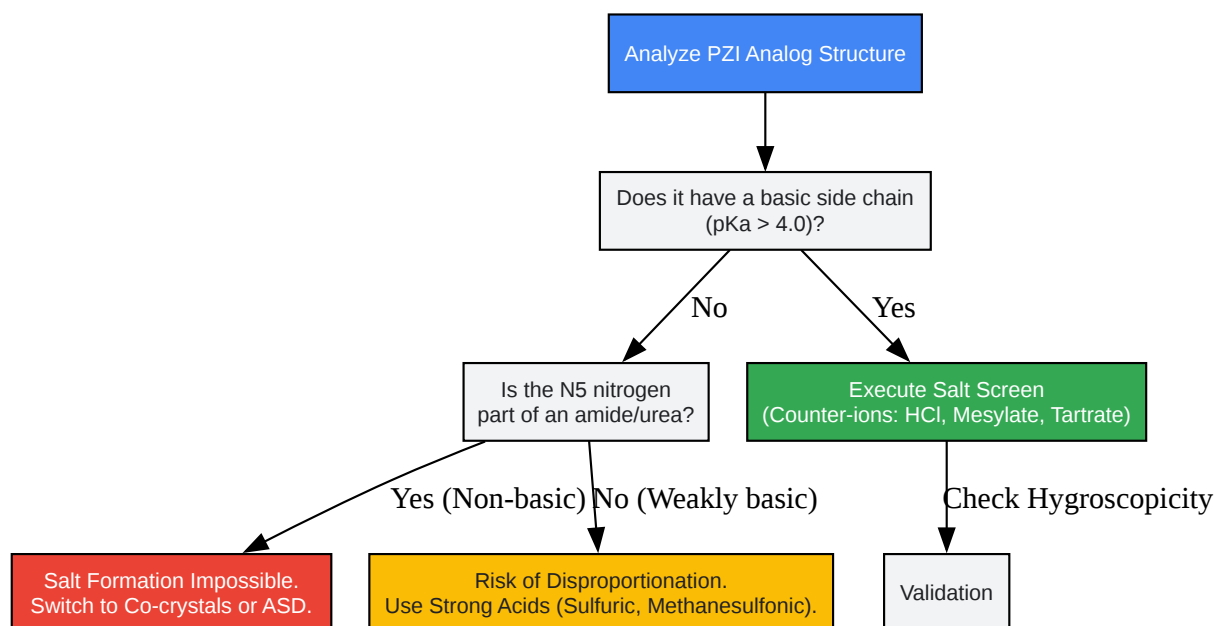 Analyze PZI Analog Structure
Does it have a basic side chain
(pKa > 4.0)?
No
Yes
Is the N5 nitrogen
part of an amide/urea?
Execute Salt Screen
(Counter-ions: HCl, Mesylate, Tartrate)
Yes (Non-basic)
No (Weakly basic)
Check Hygroscopicity
Salt Formation Impossible.
Switch to Co-crystals or ASD.
Risk of Disproportionation.
Use Strong Acids (Sulfuric, Methanesulfonic).
Validation